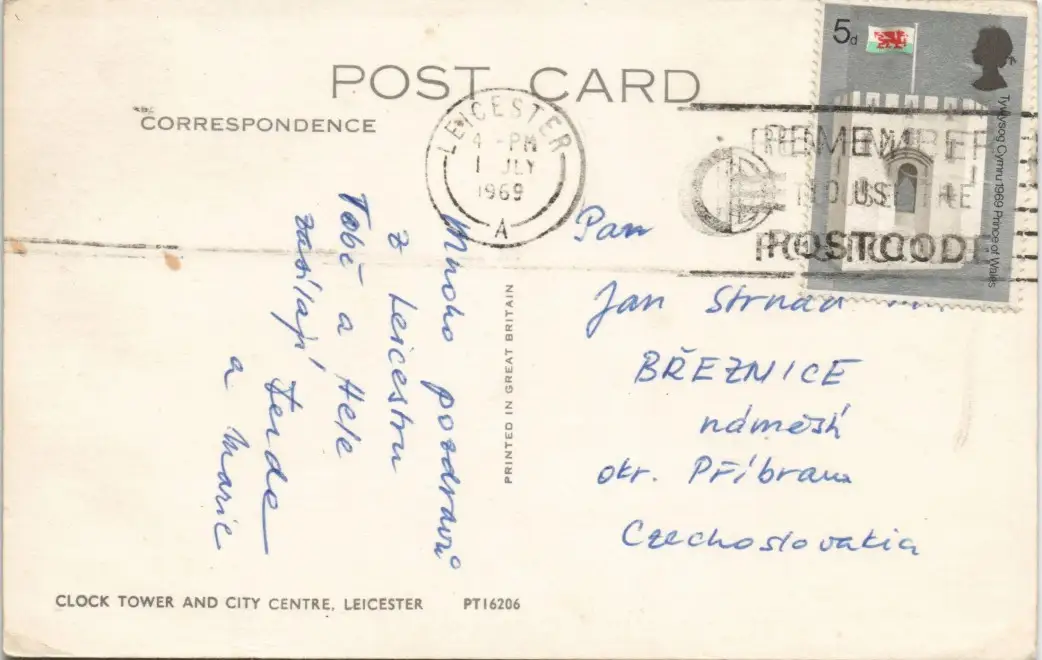 POST CARD
CORRESPONDENCE
LEICESTER
4 - PM
1 JLY
1969
A
5d
Tywysog Cymru 1969 Prince of Wales
REMEMBER
TO USE THE
POSTCODE
Mnoho pozdravů
z Leicestru
Tobě a Hele
zasílají
Ferda
a Marie
PRINTED IN GREAT BRITAIN
Pan
Jan Strnad
BŘEZNICE
náměstí
okr. Příbram
Czechoslovakia
CLOCK TOWER AND CITY CENTRE, LEICESTER PT16206